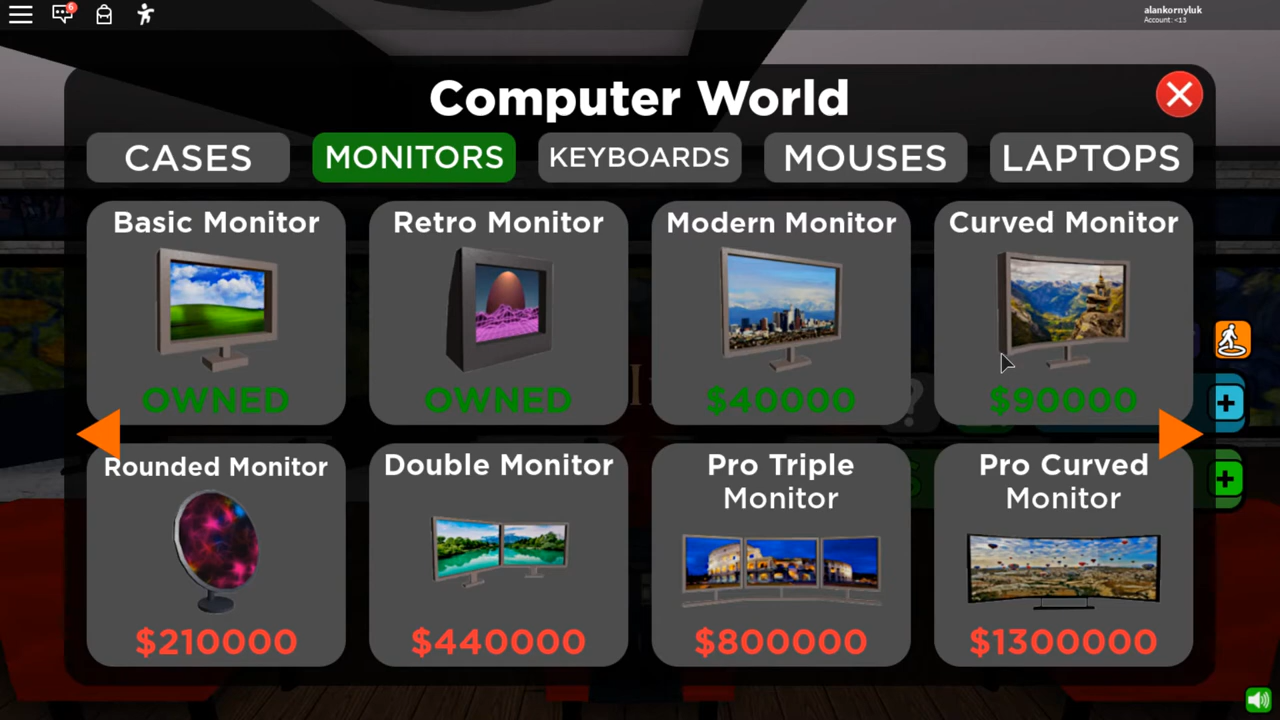 6
alankornyluk
Account: <13
Computer World
CASES
MONITORS
KEYBOARDS
MOUSES
LAPTOPS
Basic Monitor
OWNED
Retro Monitor
OWNED
Modern Monitor
$40000
Curved Monitor
$90000
Rounded Monitor
$210000
Double Monitor
$440000
Pro Triple
Monitor
$800000
Pro Curved
Monitor
$1300000